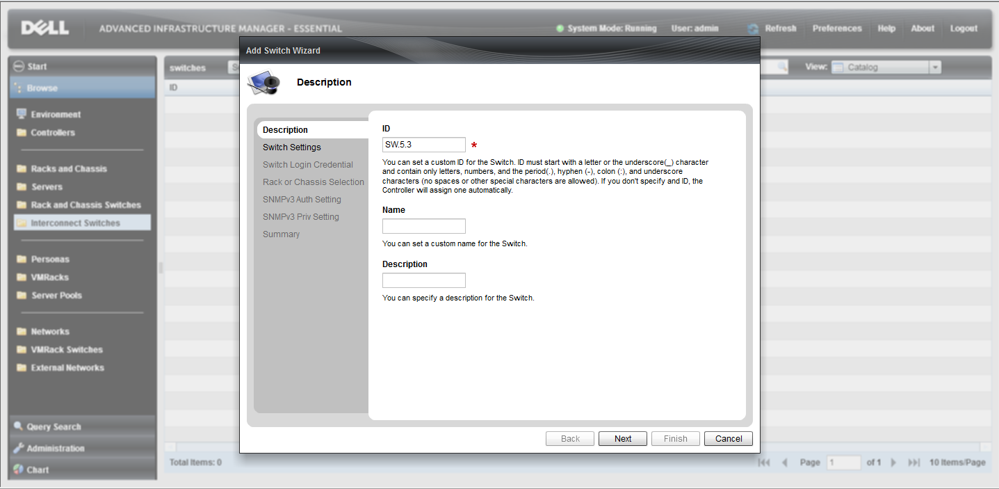 DELL
ADVANCED INFRASTRUCTURE MANAGER - ESSENTIAL
System Mode: Running
User: admin
Refresh
Preferences
Help
About
Logout
Start
Browse
Environment
Controllers
Racks and Chassis
Servers
Rack and Chassis Switches
Interconnect Switches
Personas
VMRacks
Server Pools
Networks
VMRack Switches
External Networks
Query Search
Administration
Chart
switches
View:
Catalog
ID
Add Switch Wizard
Description
Description
Switch Settings
Switch Login Credential
Rack or Chassis Selection
SNMPv3 Auth Setting
SNMPv3 Priv Setting
Summary
ID
SW.5.3 *
You can set a custom ID for the Switch. ID must start with a letter or the underscore(_) character
and contain only letters, numbers, and the period(.), hyphen (-), colon (:), and underscore
characters (no spaces or other special characters are allowed). If you don't specify and ID, the
Controller will assign one automatically.
Name
You can set a custom name for the Switch.
Description
You can specify a description for the Switch.
Back
Next
Finish
Cancel
Total Items: 0
Page 1 of 1
10 Items/Page